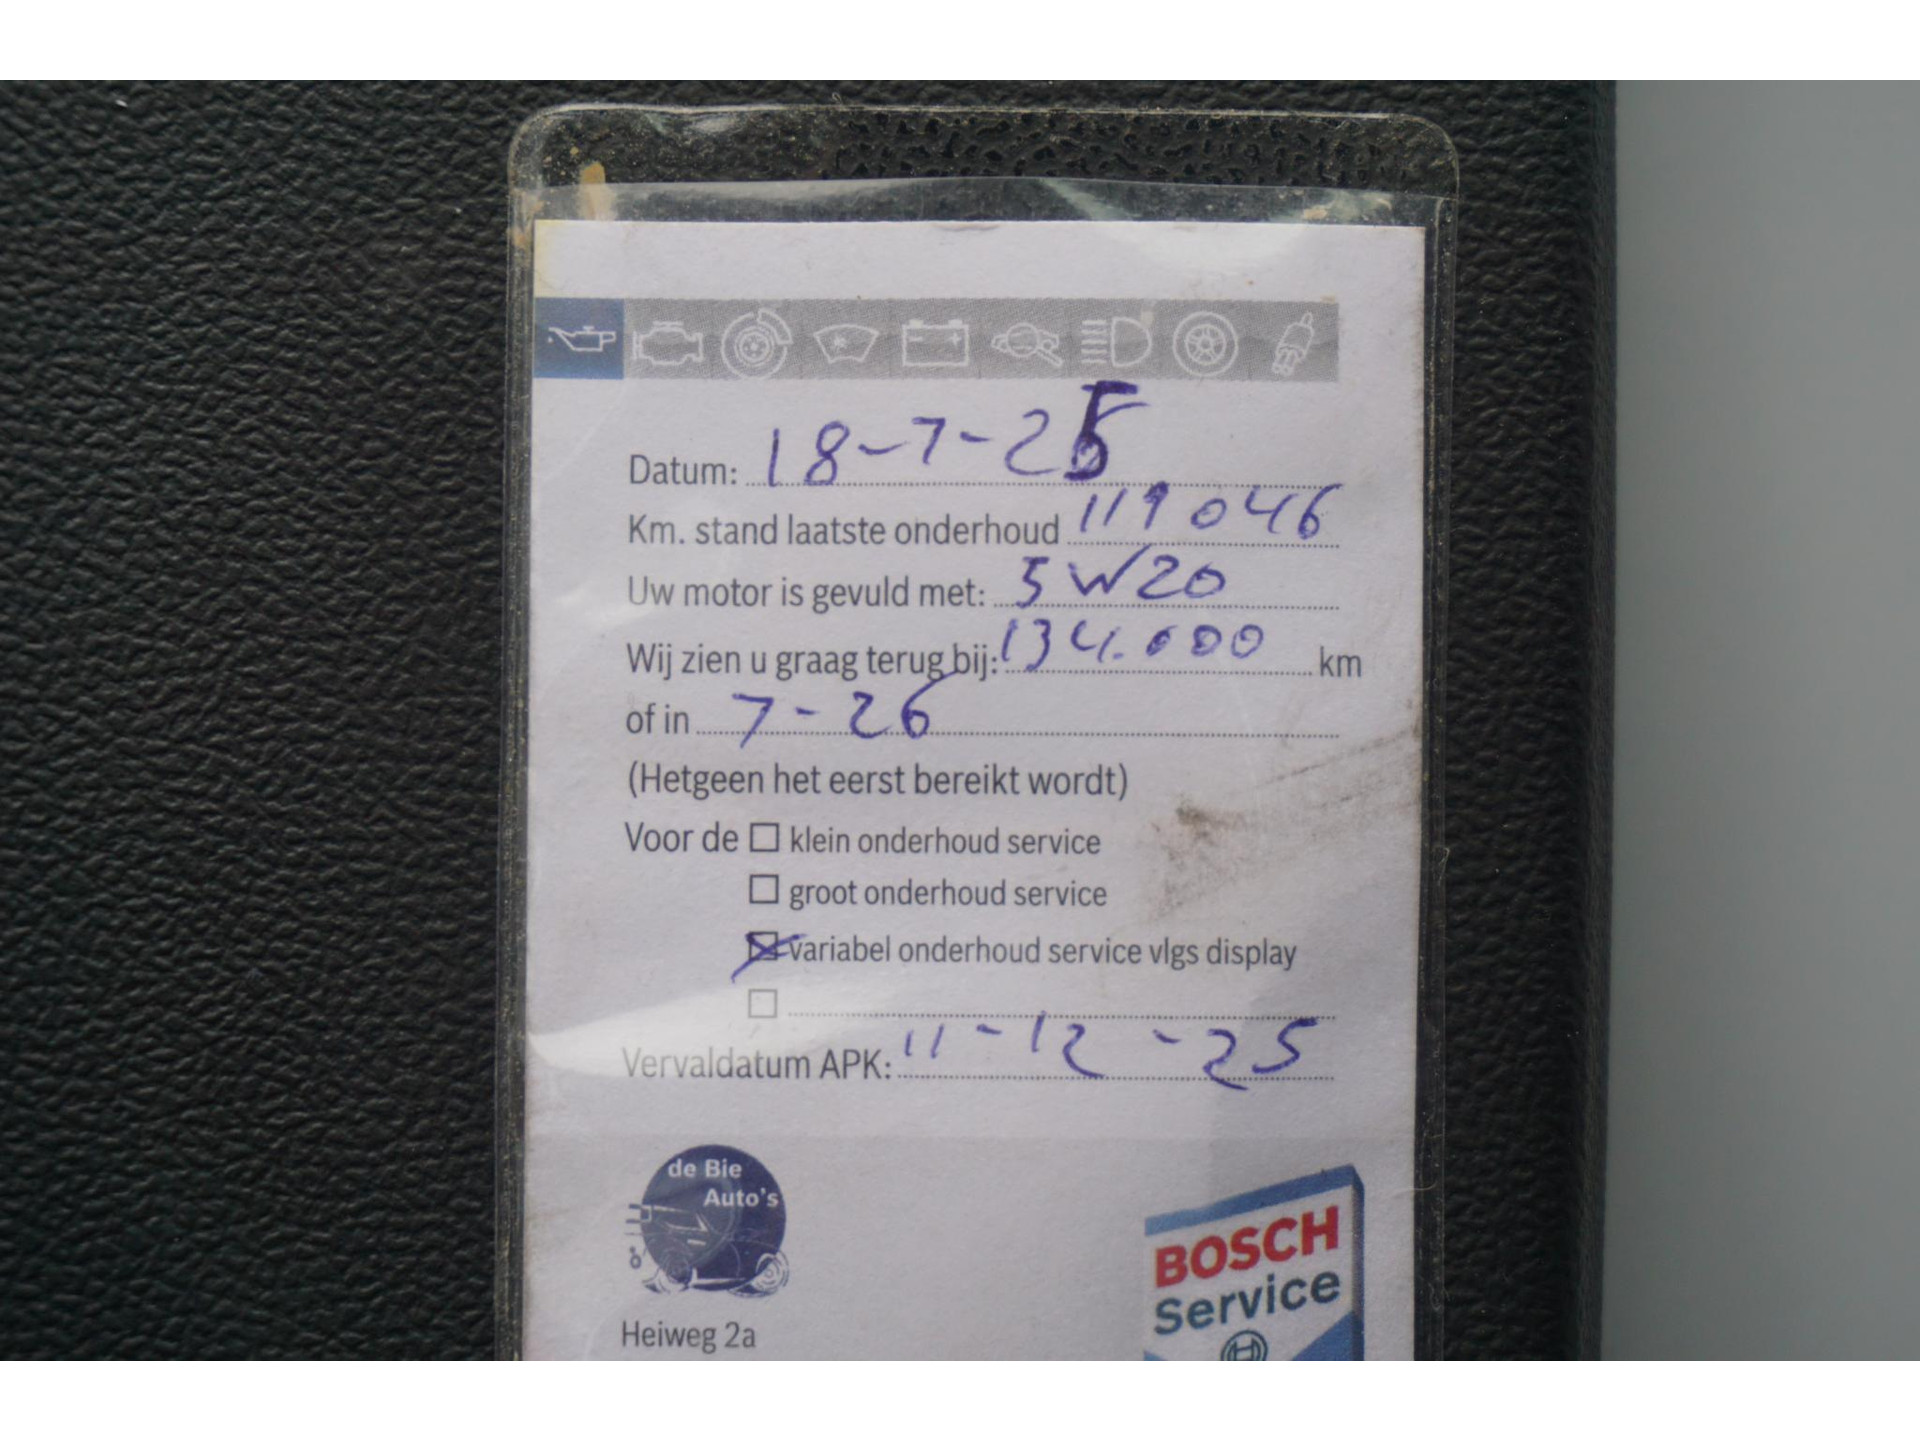 Datum: 18-7-25
Km. stand laatste onderhoud 119046
Uw motor is gevuld met: 5W20
Wij zien u graag terug bij: 134.000 km
of in 7-26
(Hetgeen het eerst bereikt wordt)
Voor de ☐ klein onderhoud service
☐ groot onderhoud service
☒ variabel onderhoud service vlgs display
☐
Vervaldatum APK: 11-12-25
de Bie
Auto's
BOSCH
Service
Heiweg 2a